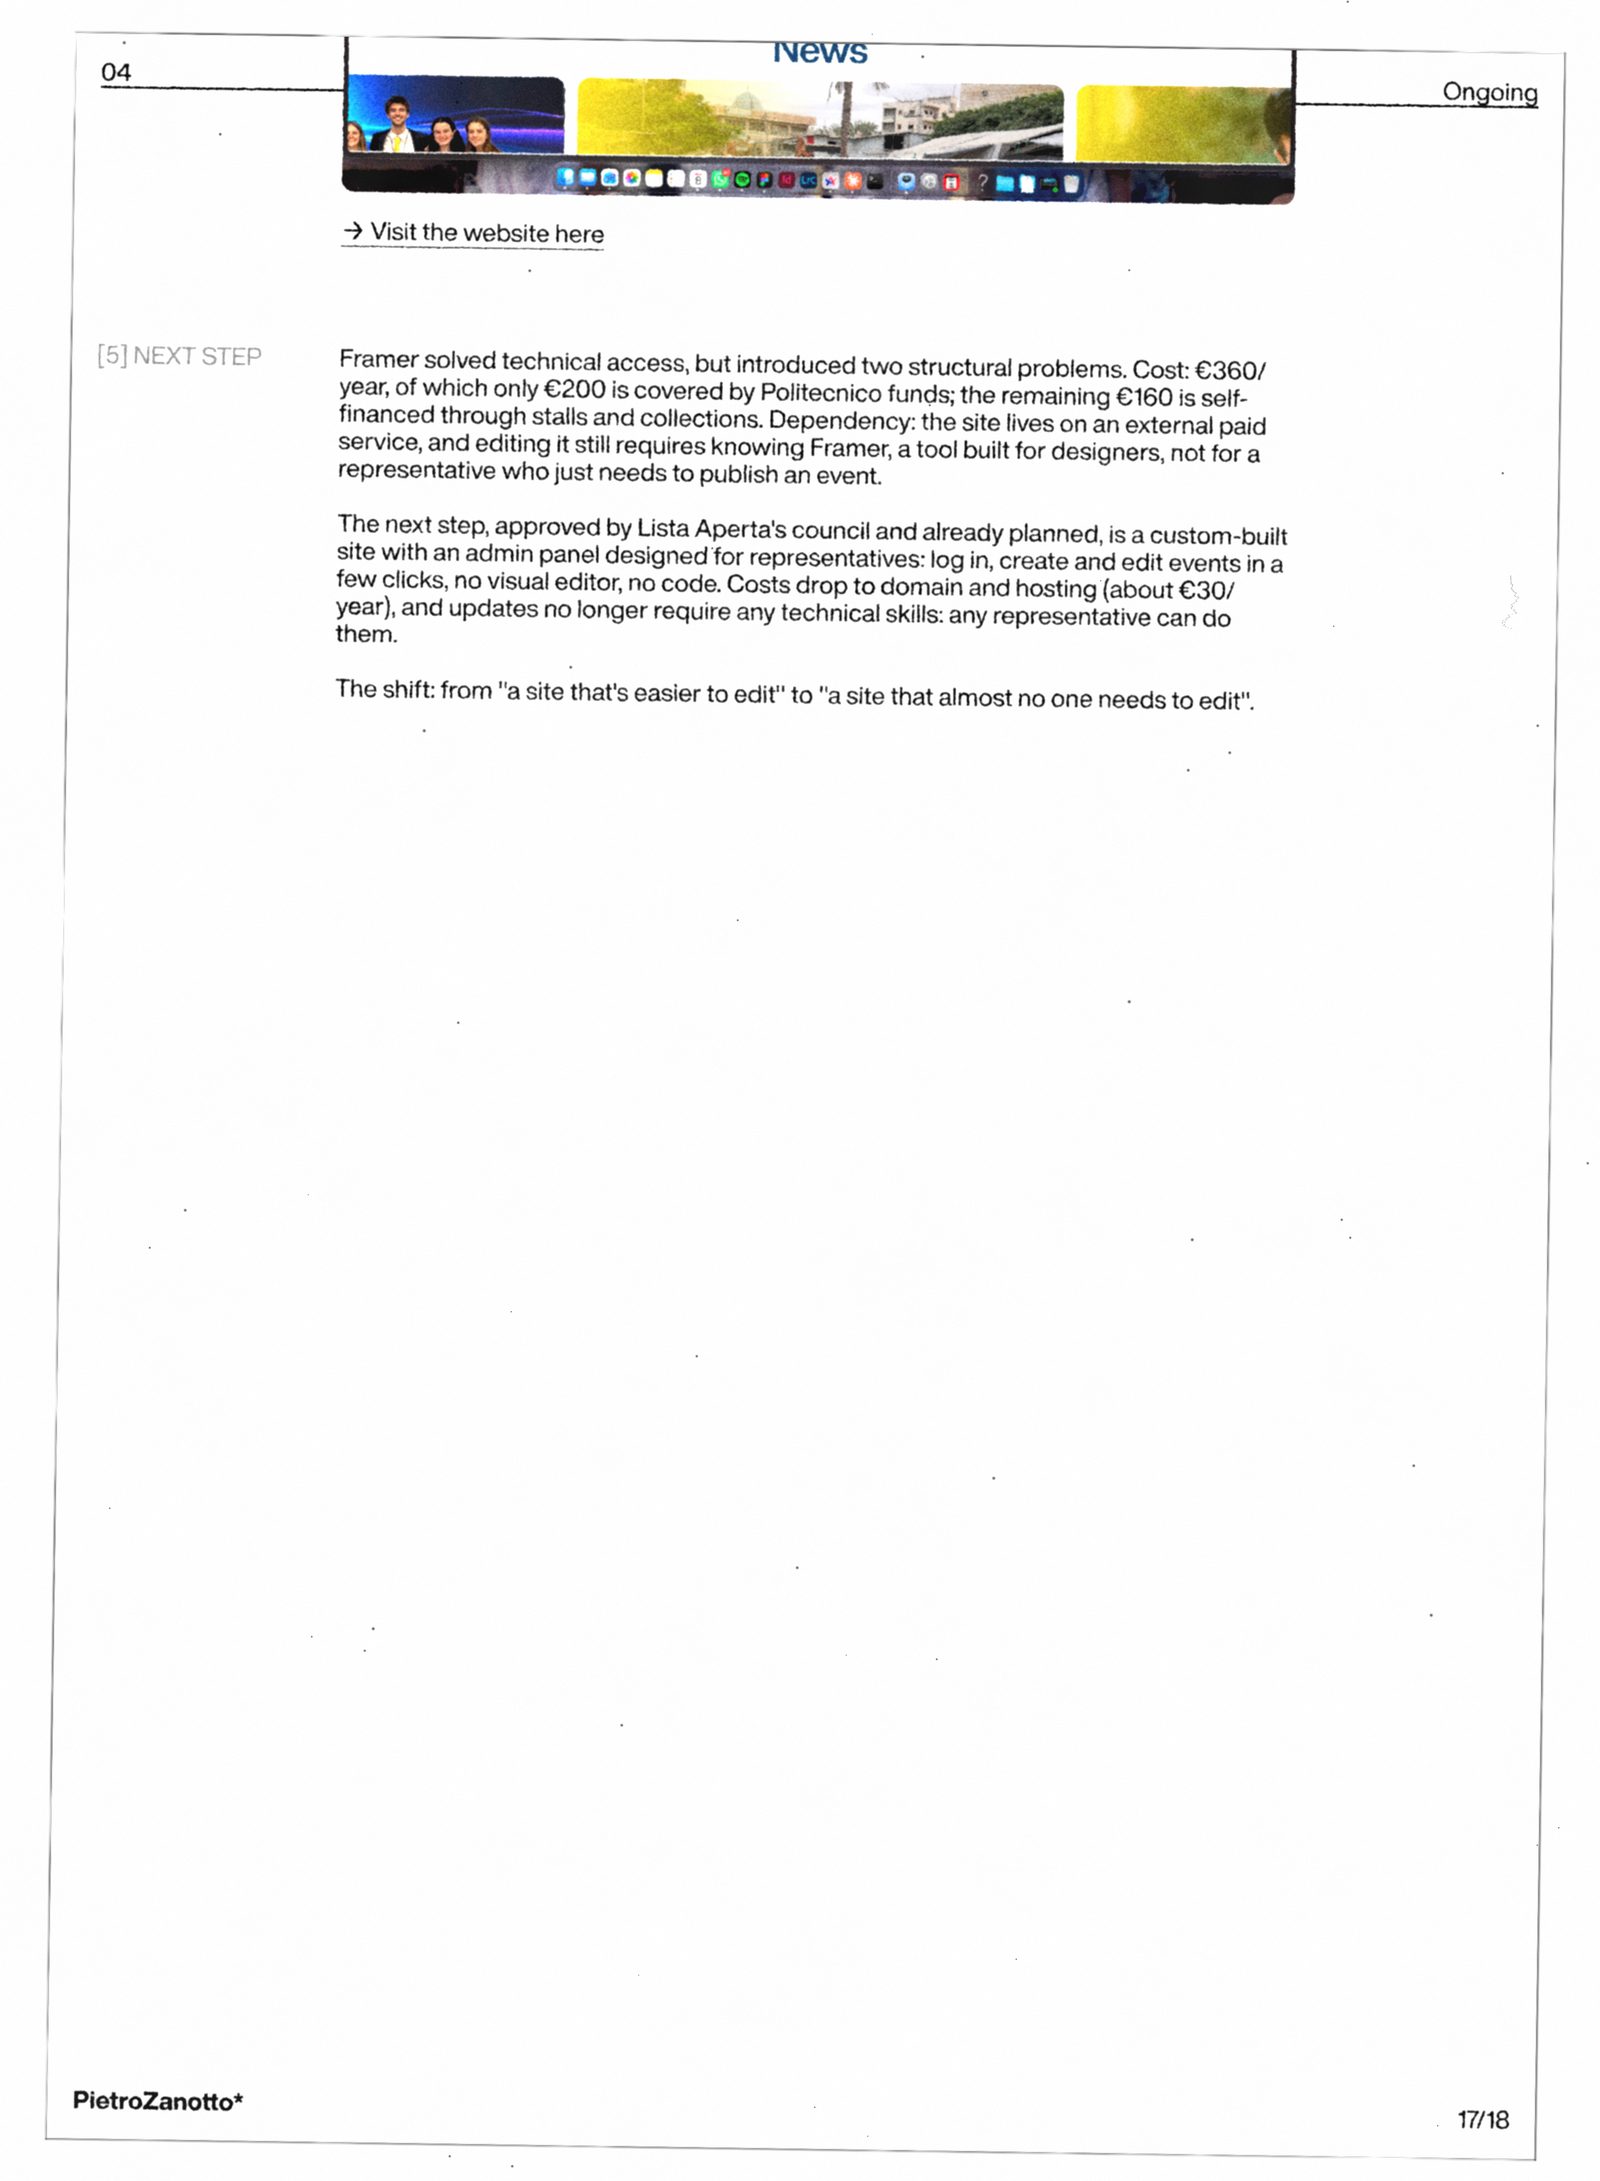 News
04
Ongoing
→ Visit the website here
[5] NEXT STEP
Framer solved technical access, but introduced two structural problems. Cost: €360/
year, of which only €200 is covered by Politecnico funds; the remaining €160 is self-
financed through stalls and collections. Dependency: the site lives on an external paid
service, and editing it still requires knowing Framer, a tool built for designers, not for a
representative who just needs to publish an event.
The next step, approved by Lista Aperta's council and already planned, is a custom-built
site with an admin panel designed for representatives: log in, create and edit events in a
few clicks, no visual editor, no code. Costs drop to domain and hosting (about €30/
year), and updates no longer require any technical skills: any representative can do
them.
The shift: from "a site that's easier to edit" to "a site that almost no one needs to edit".
PietroZanotto*
17/18